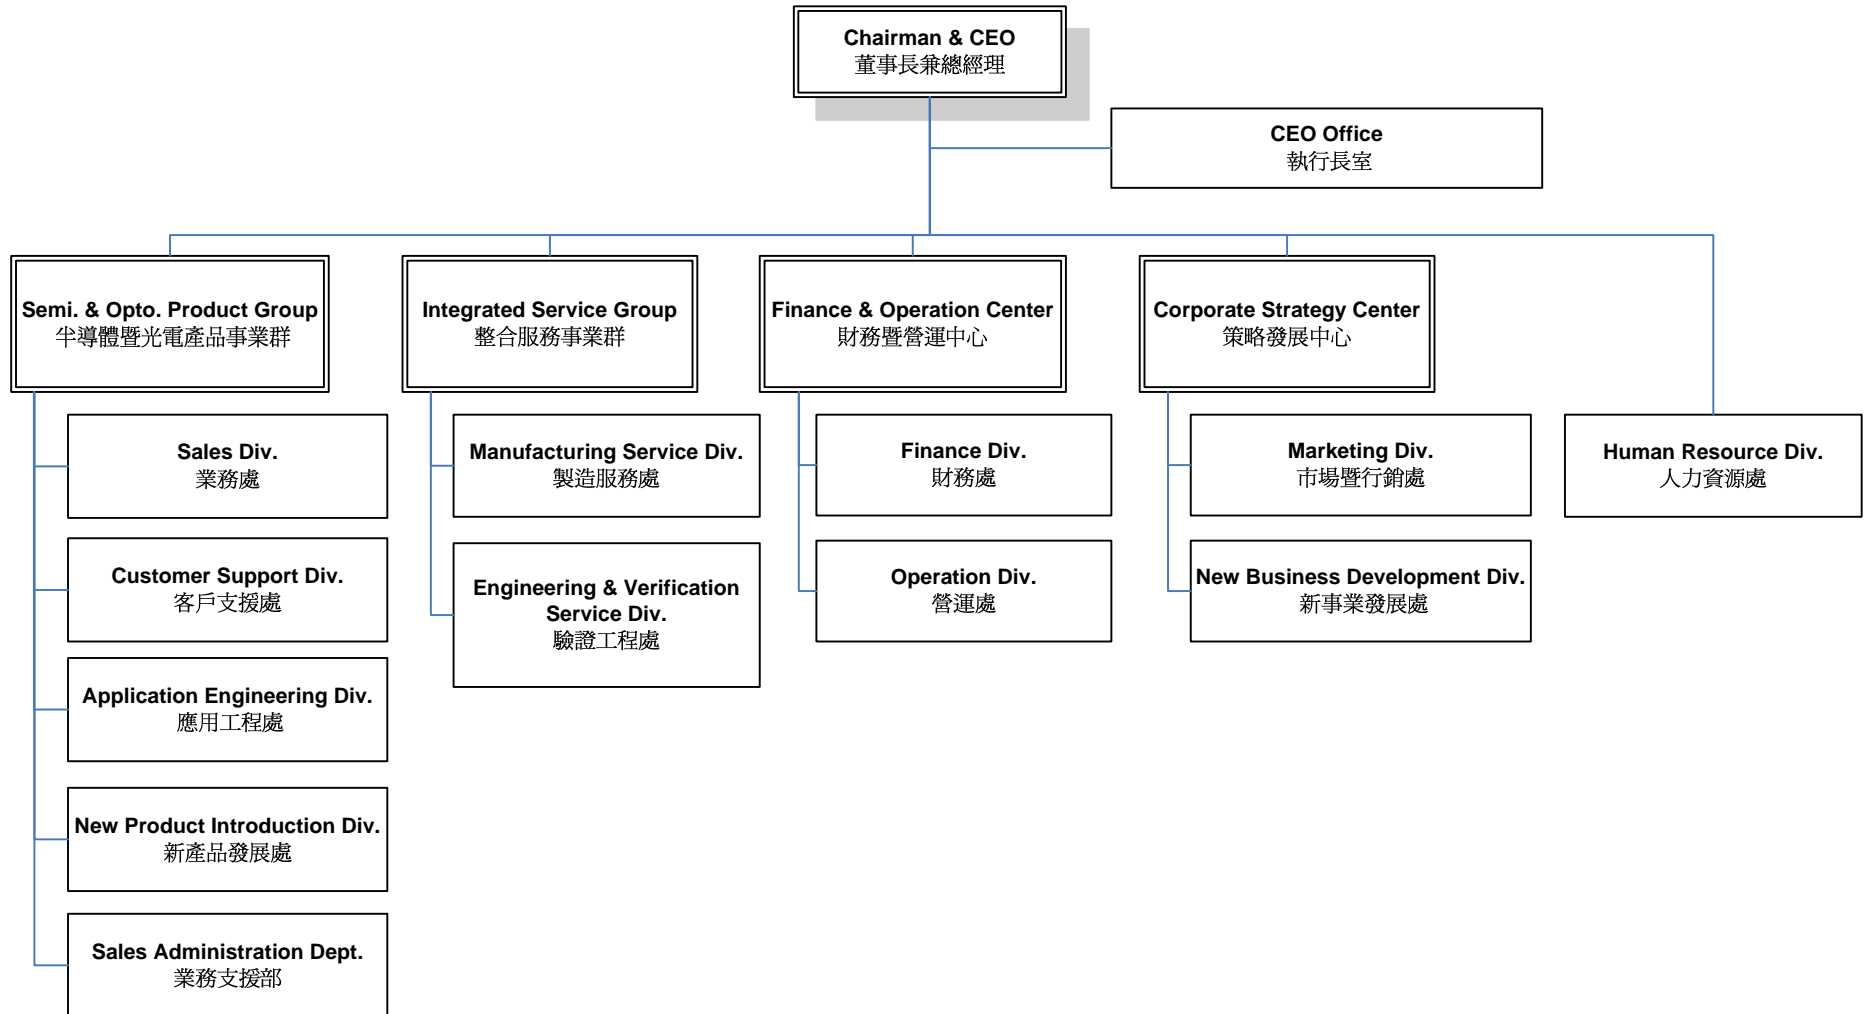 Chairman & CEO
董事長兼總經理
CEO Office
執行長室
Semi. & Opto. Product Group
半導體暨光電產品事業群
Integrated Service Group
整合服務事業群
Finance & Operation Center
財務暨營運中心
Corporate Strategy Center
策略發展中心
Sales Div.
業務處
Manufacturing Service Div.
製造服務處
Finance Div.
財務處
Marketing Div.
市場暨行銷處
Human Resource Div.
人力資源處
Customer Support Div.
客戶支援處
Engineering & Verification
Service Div.
驗證工程處
Operation Div.
營運處
New Business Development Div.
新事業發展處
Application Engineering Div.
應用工程處
New Product Introduction Div.
新產品發展處
Sales Administration Dept.
業務支援部